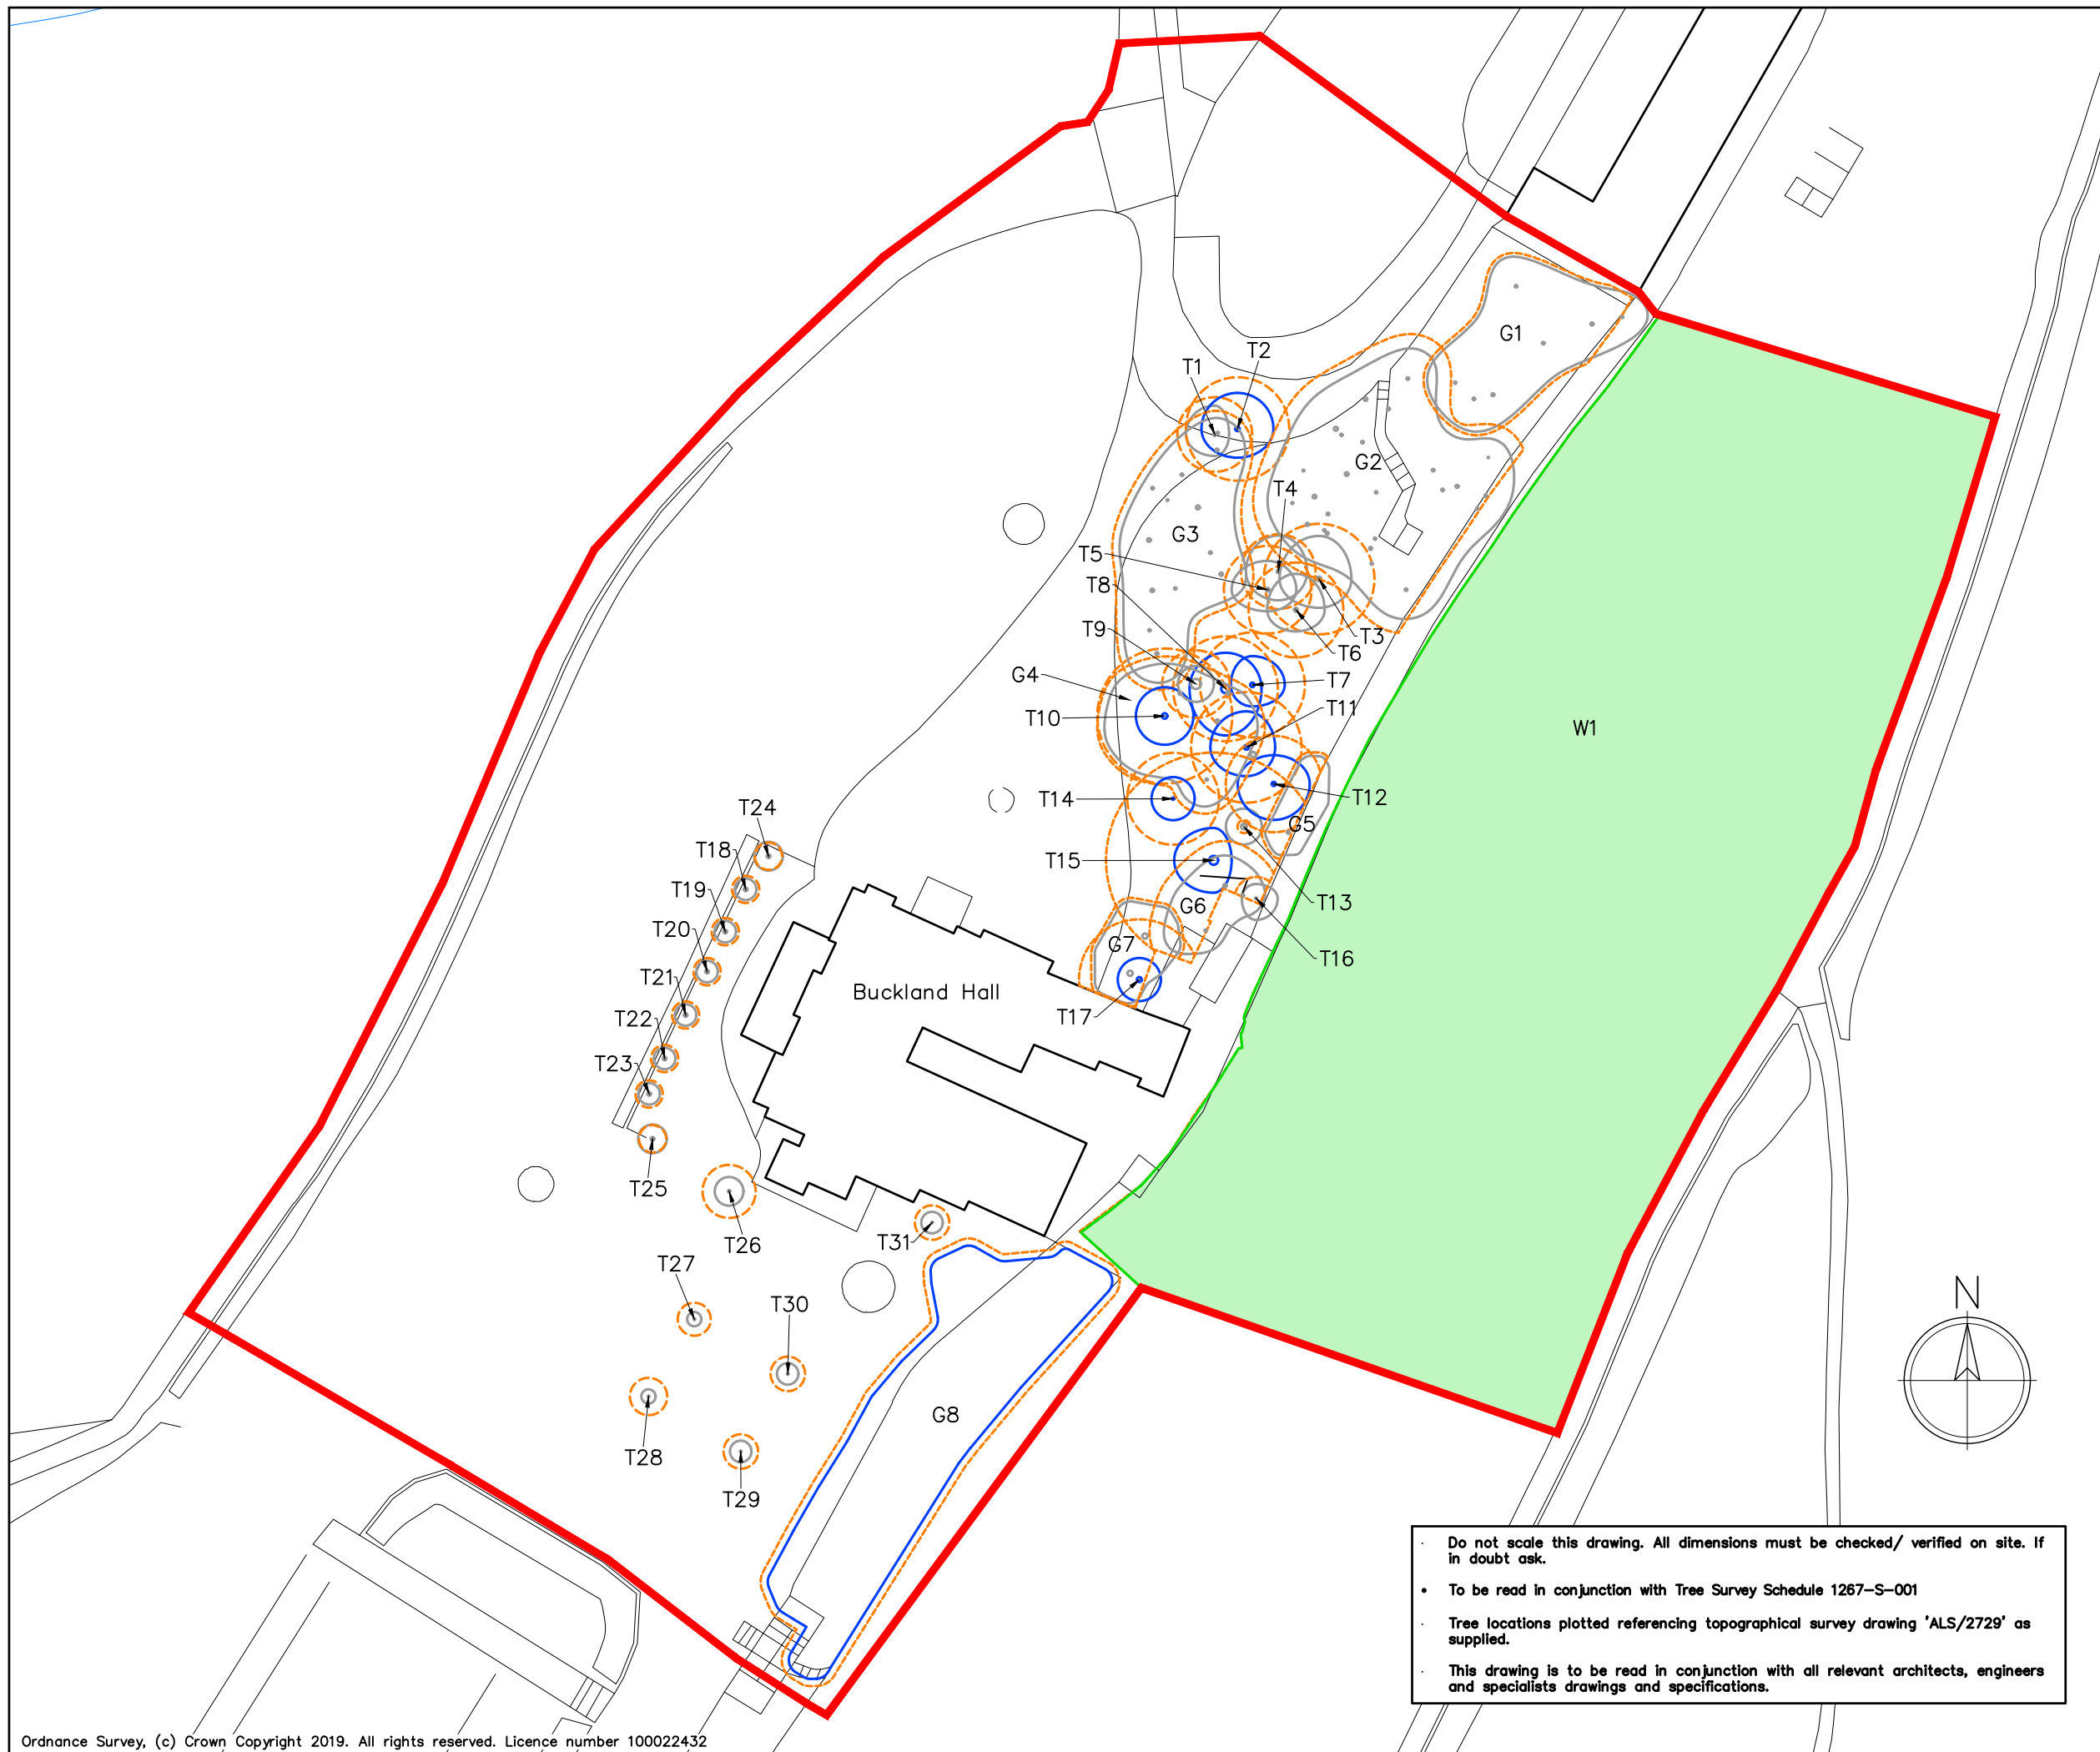 G1
T2
T1
G2
T4
G3
T5
T8
T9
T3
T6
G4
T7
T10
T11
W1
T14
T12
T24
G5
T18
T15
T19
T13
G6
T20
G7
T16
T21
Buckland Hall
T22
T17
T23
T25
T26
T31
T27
T30
N
G8
T28
T29
· Do not scale this drawing. All dimensions must be checked/ verified on site. If
in doubt ask.
• To be read in conjunction with Tree Survey Schedule 1267-S-001
· Tree locations plotted referencing topographical survey drawing 'ALS/2729' as
supplied.
· This drawing is to be read in conjunction with all relevant architects, engineers
and specialists drawings and specifications.
Ordnance Survey, (c) Crown Copyright 2019. All rights reserved. Licence number 100022432